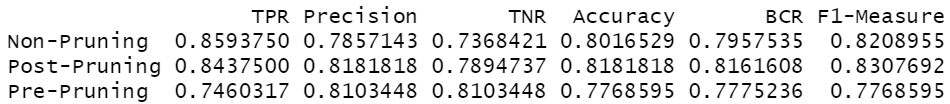 TPR Precision TNR Accuracy BCR F1-Measure
Non-Pruning 0.8593750 0.7857143 0.7368421 0.8016529 0.7957535 0.8208955
Post-Pruning 0.8437500 0.8181818 0.7894737 0.8181818 0.8161608 0.8307692
Pre-Pruning 0.7460317 0.8103448 0.8103448 0.7768595 0.7775236 0.7768595